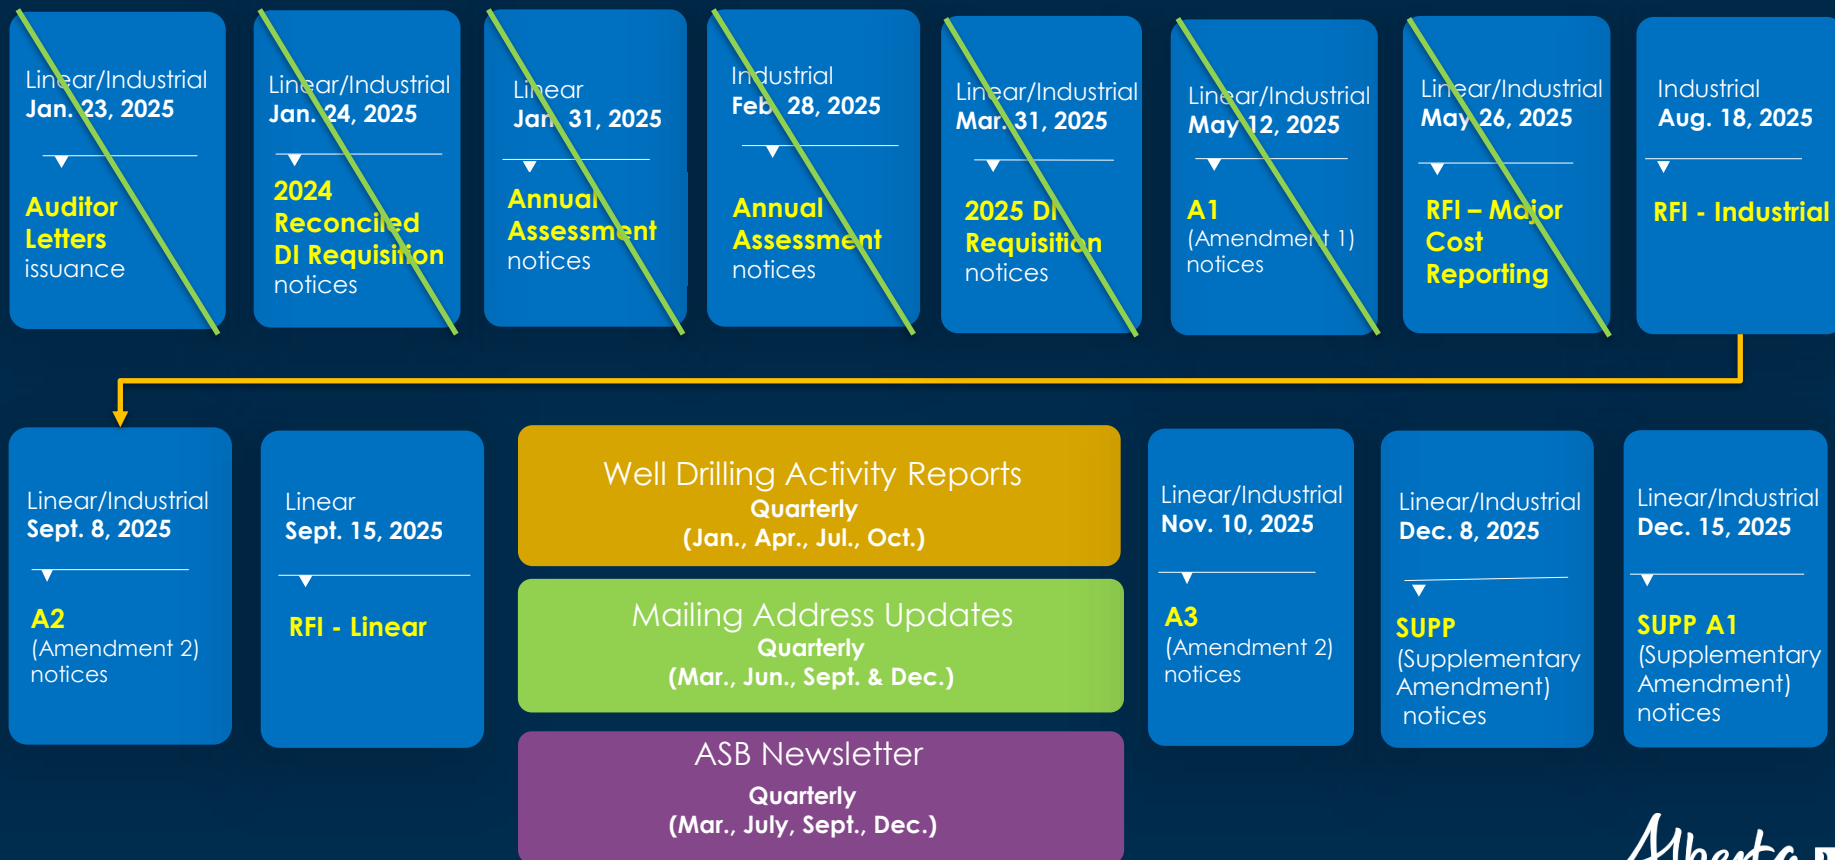 Linear/Industrial
Jan. 23, 2025
Auditor
Letters
issuance
Linear/Industrial
Jan. 24, 2025
2024
Reconciled
DI Requisition
notices
Linear
Jan. 31, 2025
Annual
Assessment
notices
Industrial
Feb. 28, 2025
Annual
Assessment
notices
Linear/Industrial
Mar. 31, 2025
2025 DI
Requisition
notices
Linear/Industrial
May 12, 2025
A1
(Amendment 1)
notices
Linear/Industrial
May 26, 2025
RFI – Major
Cost
Reporting
Industrial
Aug. 18, 2025
RFI - Industrial
Linear/Industrial
Sept. 8, 2025
A2
(Amendment 2)
notices
Linear
Sept. 15, 2025
RFI - Linear
Well Drilling Activity Reports
Quarterly
(Jan., Apr., Jul., Oct.)
Mailing Address Updates
Quarterly
(Mar., Jun., Sept. & Dec.)
ASB Newsletter
Quarterly
(Mar., July, Sept., Dec.)
Linear/Industrial
Nov. 10, 2025
A3
(Amendment 2)
notices
Linear/Industrial
Dec. 8, 2025
SUPP
(Supplementary
Amendment)
notices
Linear/Industrial
Dec. 15, 2025
SUPP A1
(Supplementary
Amendment)
notices
Alberta